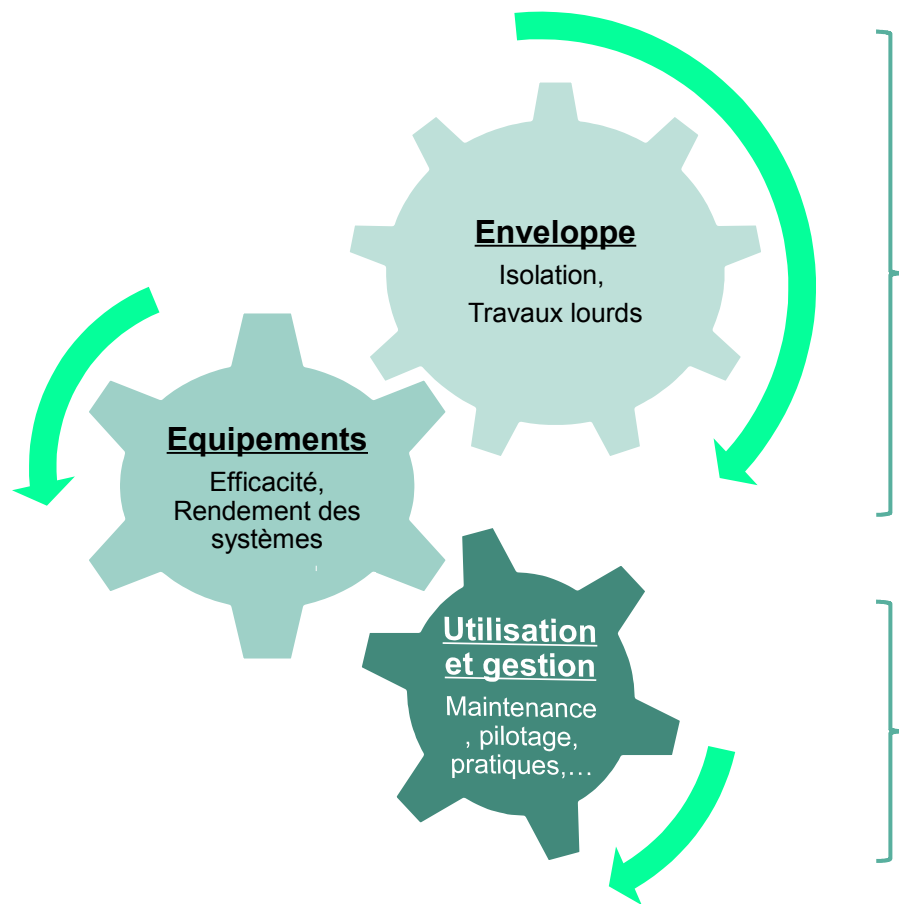 Enveloppe
Isolation,
Travaux lourds
Equipements
Efficacité,
Rendement des
systèmes
Utilisation
et gestion
Maintenance
, pilotage,
pratiques,…